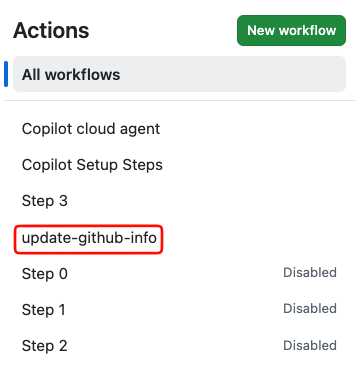 Actions
New workflow
All workflows
Copilot cloud agent
Copilot Setup Steps
Step 3
update-github-info
Step 0 Disabled
Step 1 Disabled
Step 2 Disabled